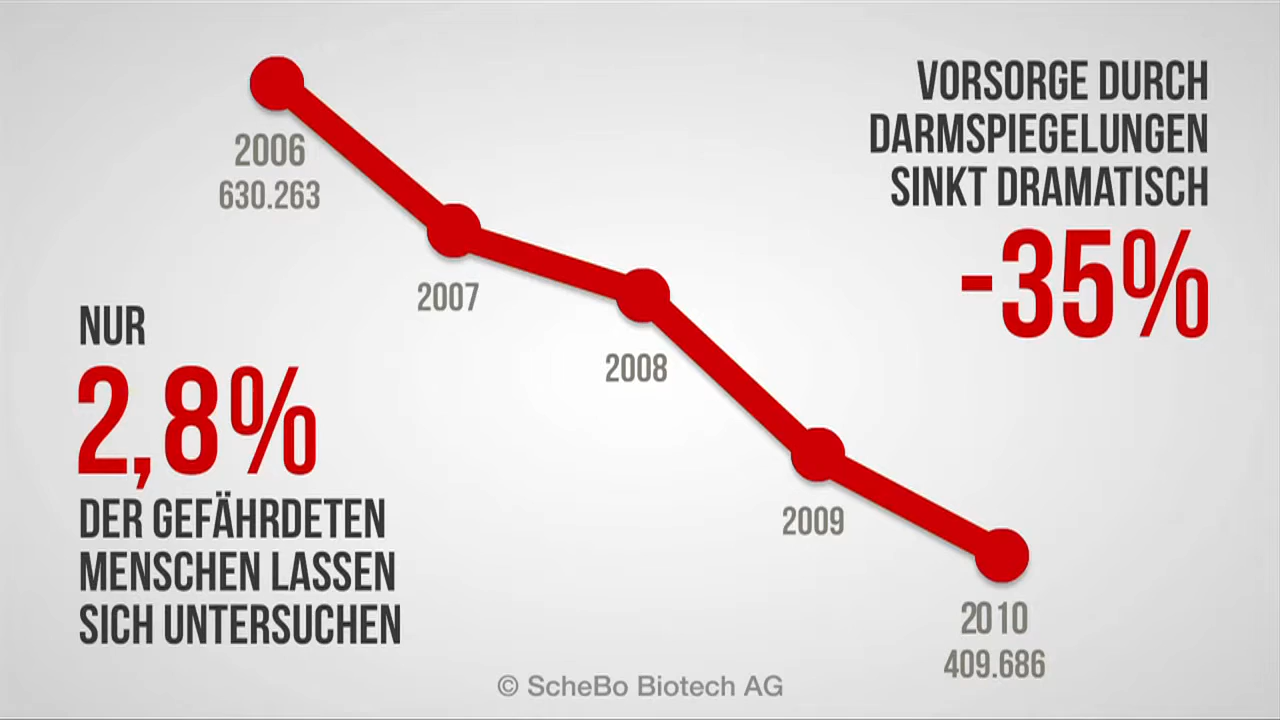 VORSORGE DURCH
DARMSPIEGELUNGEN
SINKT DRAMATISCH
-35%
2006
630.263
2007
2008
2009
2010
409.686
NUR
2,8%
DER GEFÄHRDETEN
MENSCHEN LASSEN
SICH UNTERSUCHEN
© ScheBo Biotech AG